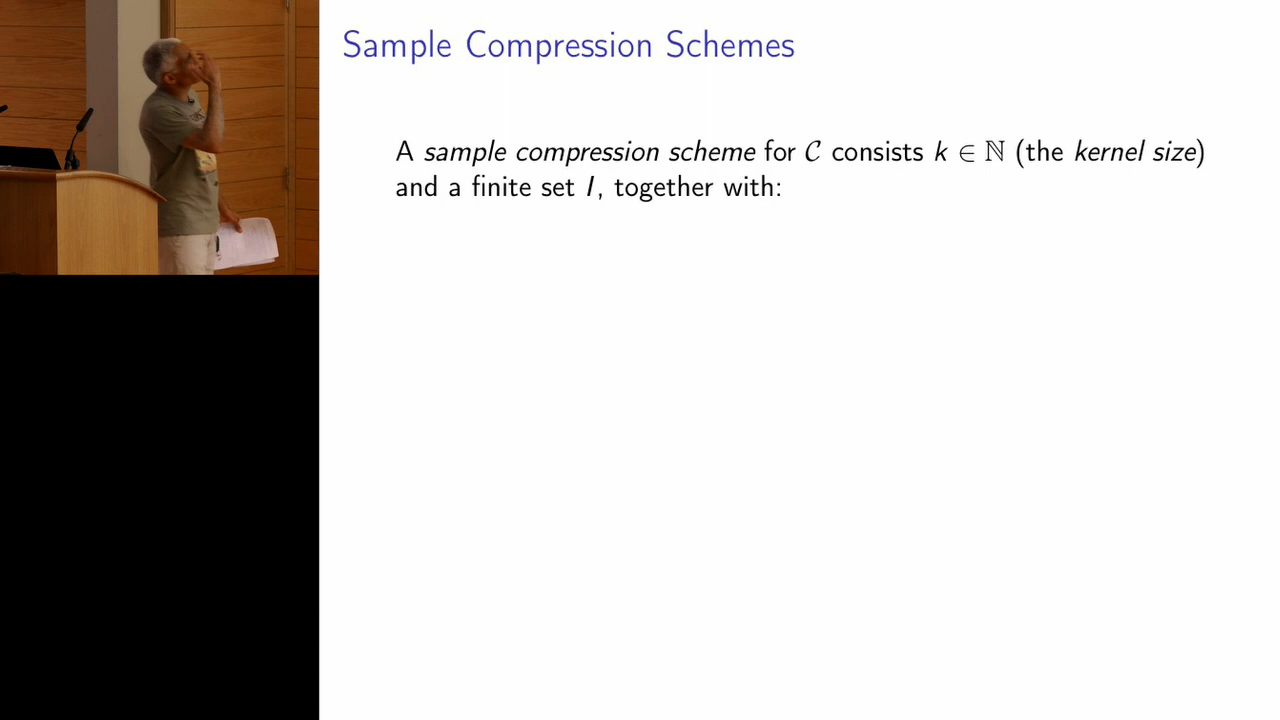 Sample Compression Schemes
A sample compression scheme for 𝒞 consists k ∈ ℕ (the kernel size)
and a finite set I, together with: